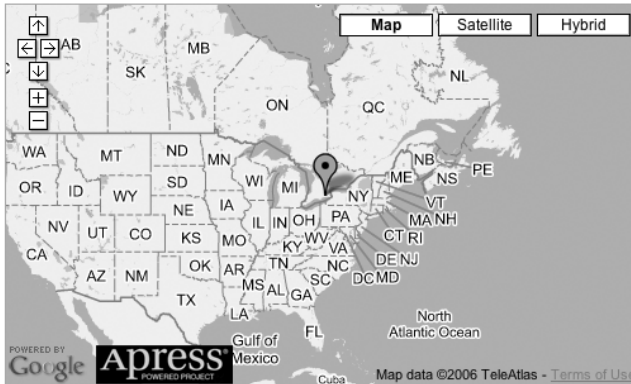 Map Satellite Hybrid
AB
MB
SK
NL
ON
QC
WA
MT
ND
MN
NB
PE
OR
ID
SD
WI
MI
ME
NS
WY
NY
VT
NE
IA
NH
NV
UT
CO
IL
IN
OH
PA
MA
KS
MO
WV
CT
RI
CA
KY
VA
DE
NJ
AZ
NM
OK
AR
TN
NC
DC
MD
MS
AL
SC
GA
TX
LA
FL
North
Atlantic Ocean
Gulf of
Mexico
Cuba
POWERED BY
Google
Apress®
POWERED PROJECT
Map data ©2006 TeleAtlas - Terms of Use